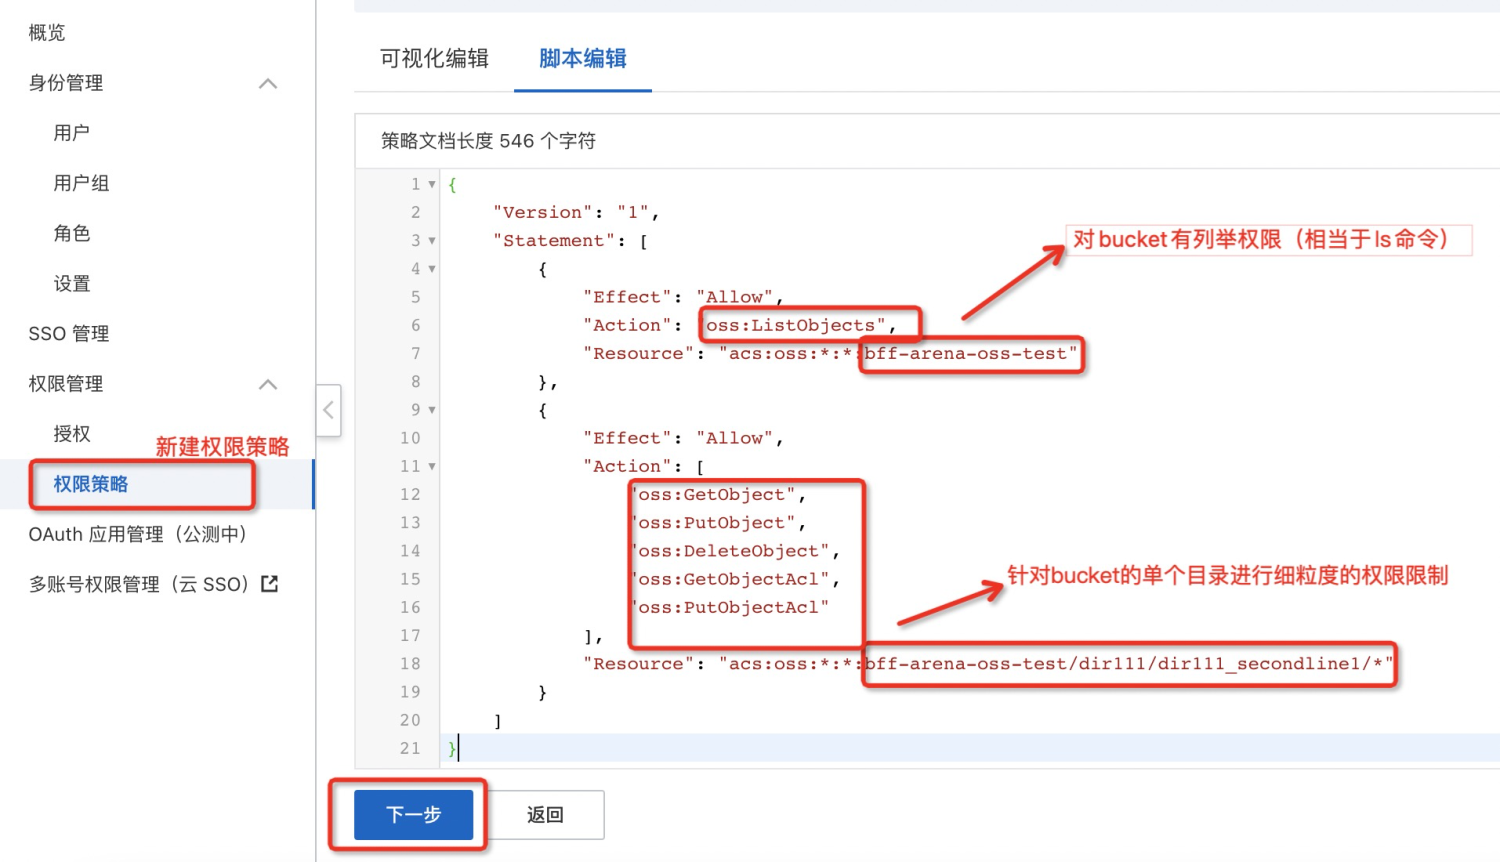 概览
身份管理
用户
用户组
角色
设置
SSO 管理
权限管理
授权
新建权限策略
权限策略
OAuth 应用管理（公测中）
多账号权限管理（云 SSO）
可视化编辑 脚本编辑
策略文档长度 546 个字符
1 {
2 "Version": "1",
3 "Statement": [
对bucket有列举权限（相当于ls命令）
4 {
5 "Effect": "Allow",
6 "Action": "oss:ListObjects",
7 "Resource": "acs:oss:*:*:bff-arena-oss-test"
8 },
9 {
10 "Effect": "Allow",
11 "Action": [
12 "oss:GetObject",
13 "oss:PutObject",
14 "oss:DeleteObject",
15 "oss:GetObjectAcl",
针对bucket的单个目录进行细粒度的权限限制
16 "oss:PutObjectAcl"
17 ],
18 "Resource": "acs:oss:*:*:bff-arena-oss-test/dir111/dir111_secondline1/*"
19 }
20 ]
21 }
下一步 返回